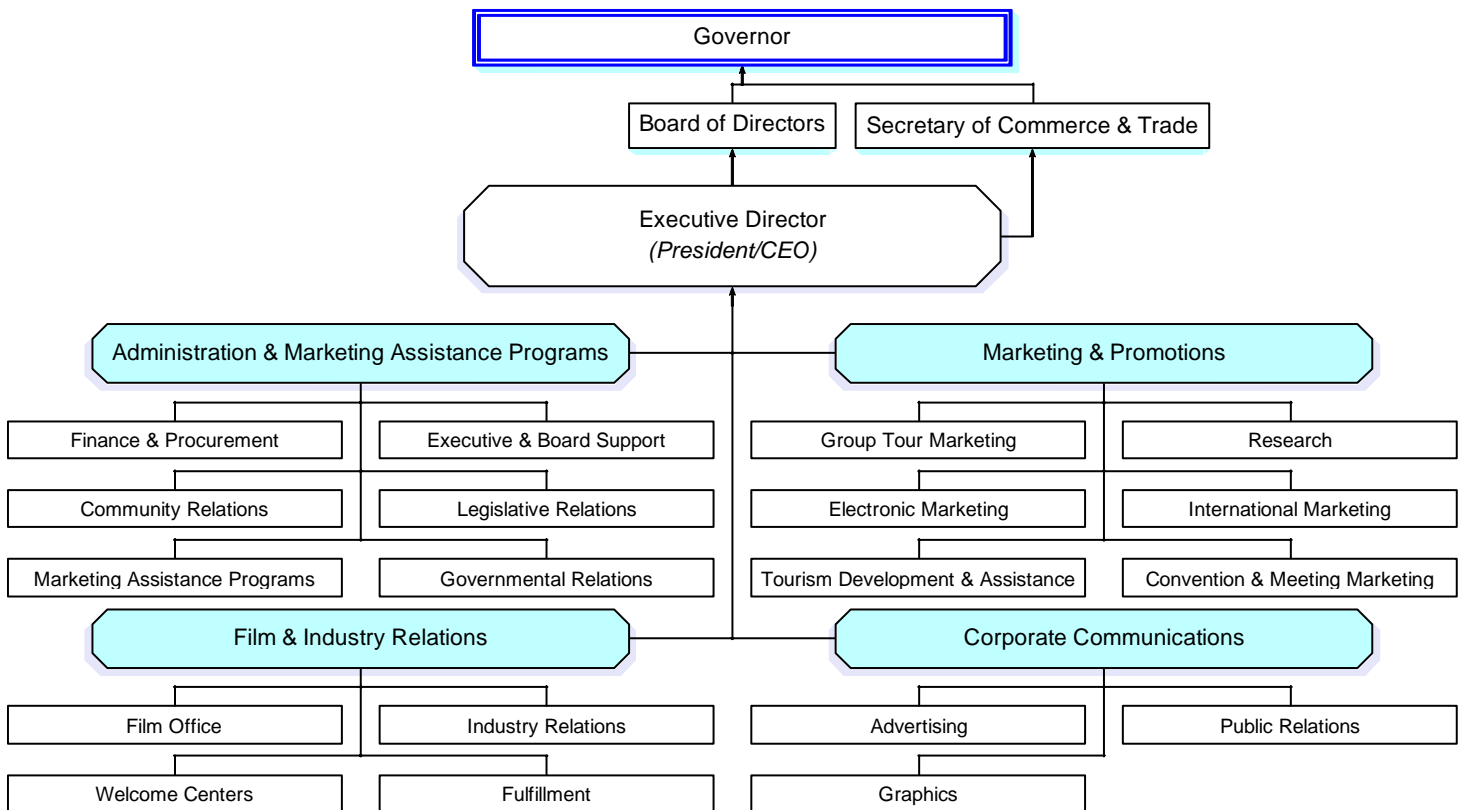 Governor
Board of Directors
Secretary of Commerce & Trade
Executive Director
(President/CEO)
Administration & Marketing Assistance Programs
Marketing & Promotions
Finance & Procurement
Executive & Board Support
Group Tour Marketing
Research
Community Relations
Legislative Relations
Electronic Marketing
International Marketing
Marketing Assistance Programs
Governmental Relations
Tourism Development & Assistance
Convention & Meeting Marketing
Film & Industry Relations
Corporate Communications
Film Office
Industry Relations
Advertising
Public Relations
Welcome Centers
Fulfillment
Graphics